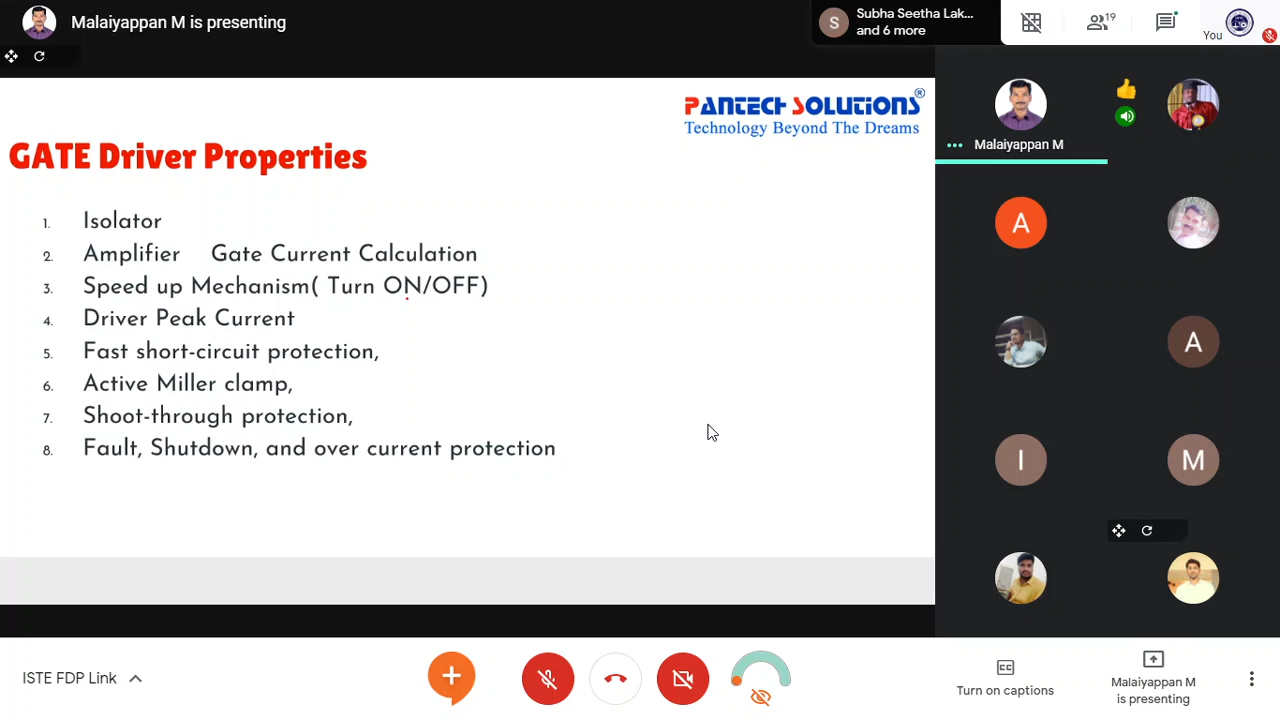 Malaiyappan M is presenting
S
Subha Seetha Lak...
and 6 more
19
You
PANTECH SOLUTIONS®
Technology Beyond The Dreams
GATE Driver Properties
1. Isolator
2. Amplifier Gate Current Calculation
3. Speed up Mechanism( Turn ON/OFF)
4. Driver Peak Current
5. Fast short-circuit protection,
6. Active Miller clamp,
7. Shoot-through protection,
8. Fault, Shutdown, and over current protection
Malaiyappan M
A
A
I
M
ISTE FDP Link
CC
Turn on captions
Malaiyappan M
is presenting